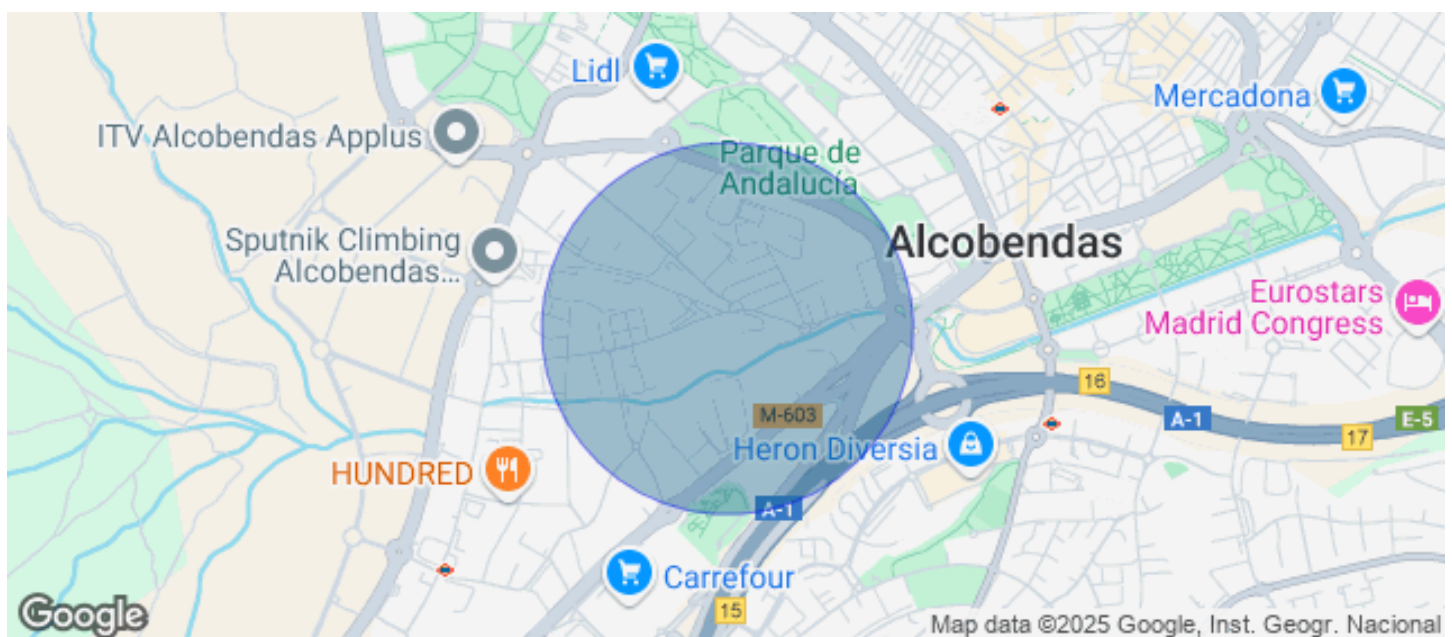 Lidl
Mercadona
ITV Alcobendas Applus
Parque de
Andalucía
Sputnik Climbing
Alcobendas...
Alcobendas
Eurostars
Madrid Congress
16
M-603
A-1
E-5
17
Heron Diversia
HUNDRED
A-1
Carrefour
15
Google
Map data ©2025 Google, Inst. Geogr. Nacional